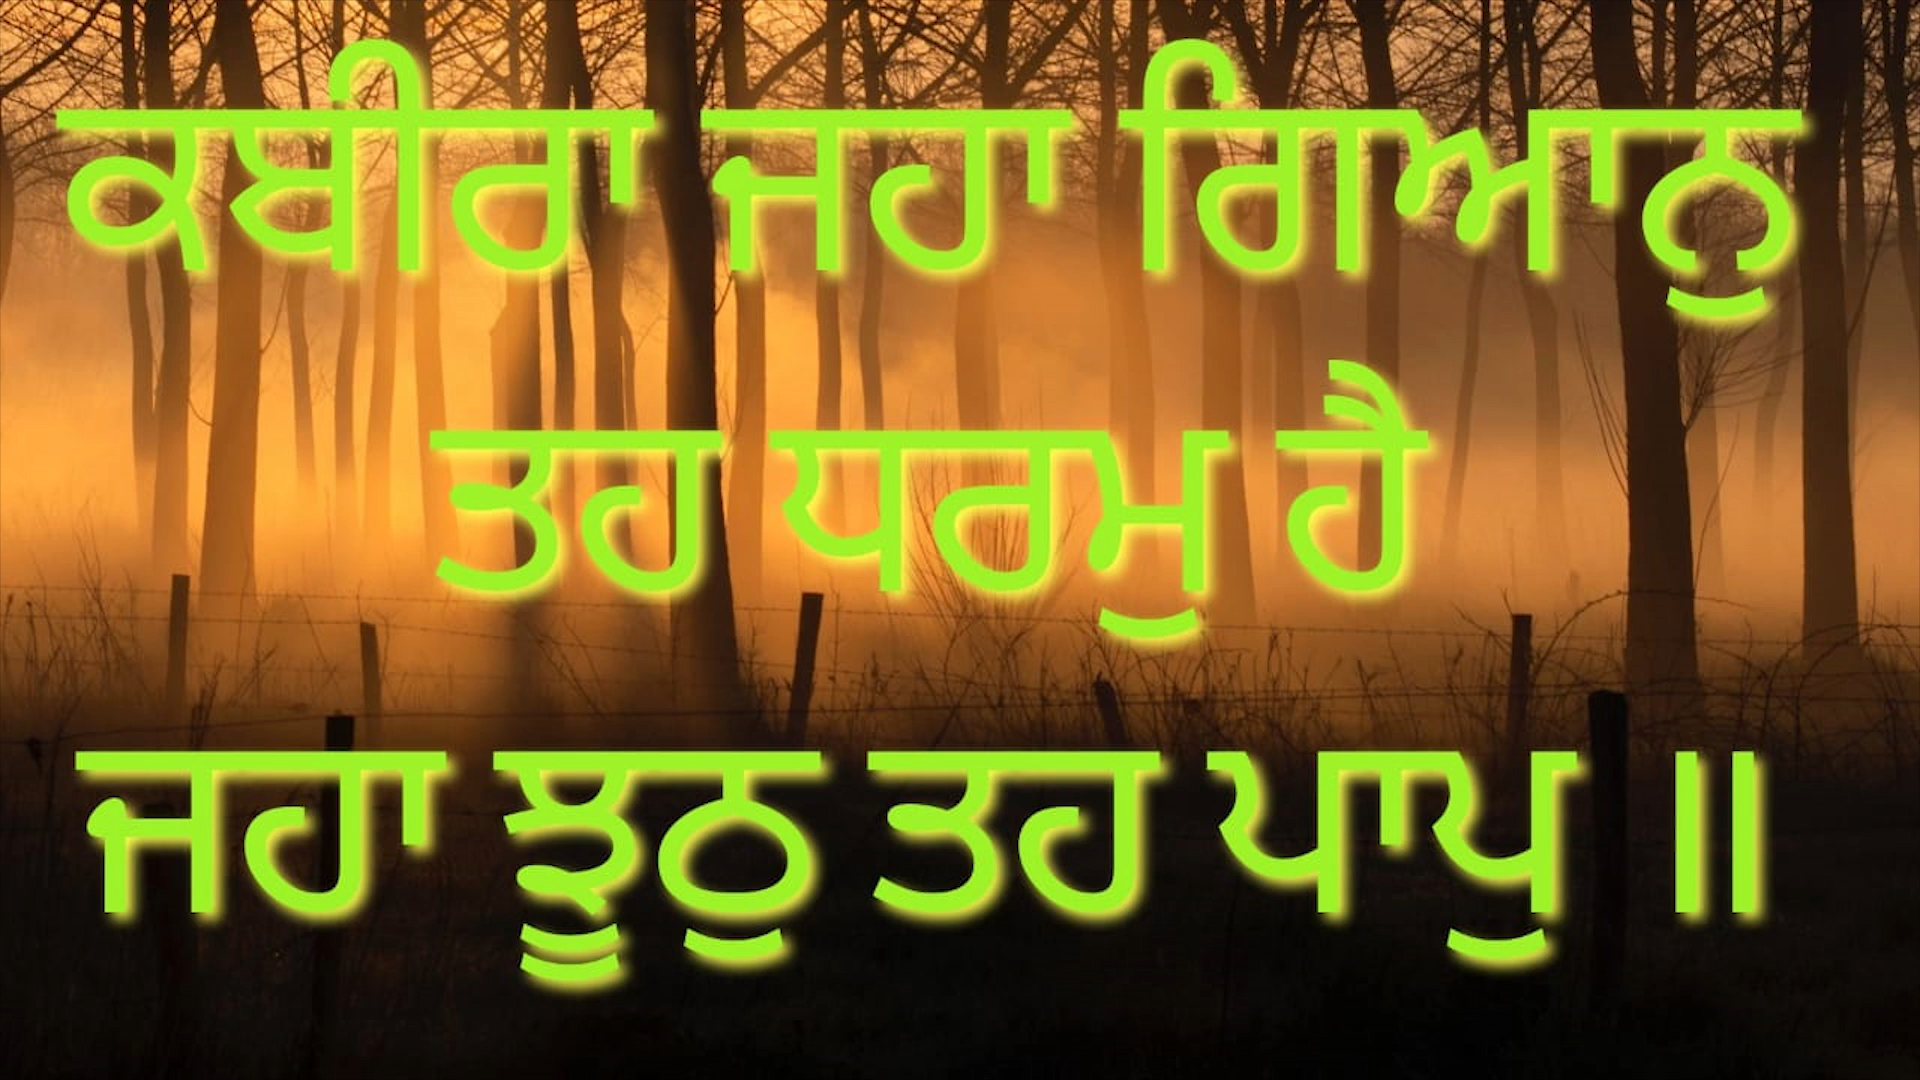 ਕਬੀਰਾ ਜਹਾ ਗਿਆਨੁ
ਤਹ ਧਰਮੁ ਹੈ
ਜਹਾ ਝੂਠੁ ਤਹ ਪਾਪੁ ॥